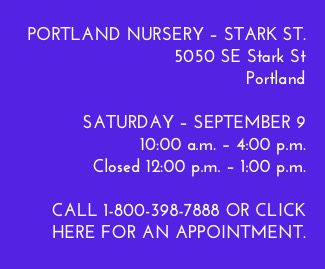 PORTLAND NURSERY – STARK ST.
5050 SE Stark St
Portland
SATURDAY – SEPTEMBER 9
10:00 a.m. – 4:00 p.m.
Closed 12:00 p.m. – 1:00 p.m.
CALL 1-800-398-7888 OR CLICK
HERE FOR AN APPOINTMENT.